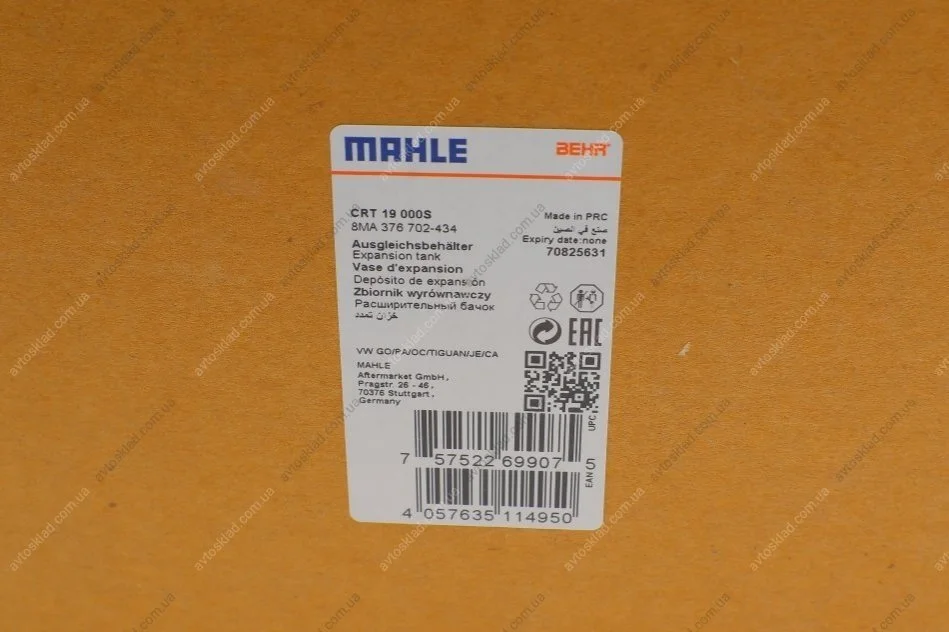 MAHLE
BEHR
CRT 19 000S
8MA 376 702-434
Ausgleichsbehälter
Expansion tank
Vase d'expansion
Depósito de expansión
Zbiornik wyrównawczy
Расширительный бачок
خزان تمدد
Made in PRC
صنع في الصين
Expiry date:none
70825631
EAC
VW GO/PA/OC/TIGUAN/JE/CA
MAHLE
Aftermarket GmbH,
Pragstr. 26 - 46,
70376 Stuttgart,
Germany
UPC
7 57522 69907 5
EAN
4 057635 114950
avtosklad.com.ua